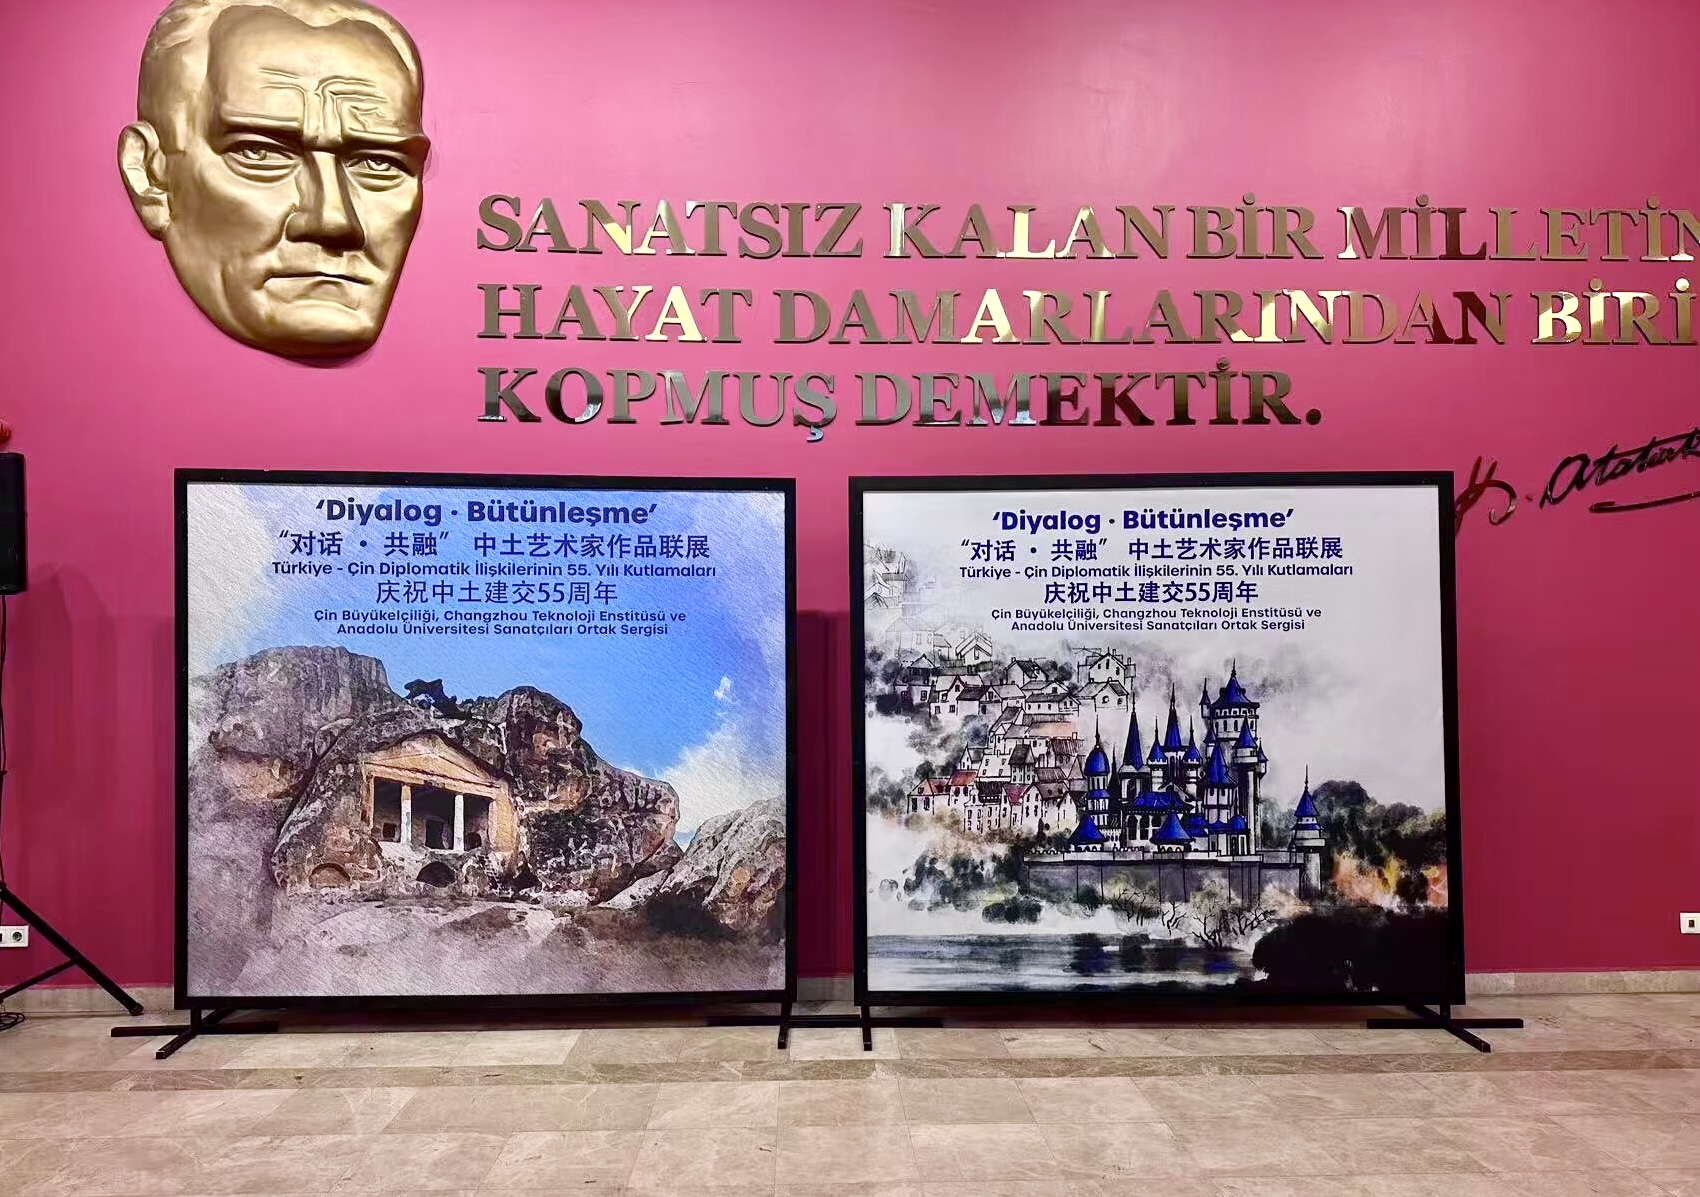 SANATSIZ KALAN BİR MİLLETİN
HAYAT DAMARLARINDAN BİRİ
KOPMUŞ DEMEKTİR.
K. Atatürk
‘Diyalog · Bütünleşme’
“对话 · 共融” 中土艺术家作品联展
Türkiye - Çin Diplomatik İlişkilerinin 55. Yılı Kutlamaları
庆祝中土建交55周年
Çin Büyükelçiliği, Changzhou Teknoloji Enstitüsü ve
Anadolu Üniversitesi Sanatçıları Ortak Sergisi
‘Diyalog · Bütünleşme’
“对话 · 共融” 中土艺术家作品联展
Türkiye - Çin Diplomatik İlişkilerinin 55. Yılı Kutlamaları
庆祝中土建交55周年
Çin Büyükelçiliği, Changzhou Teknoloji Enstitüsü ve
Anadolu Üniversitesi Sanatçıları Ortak Sergisi